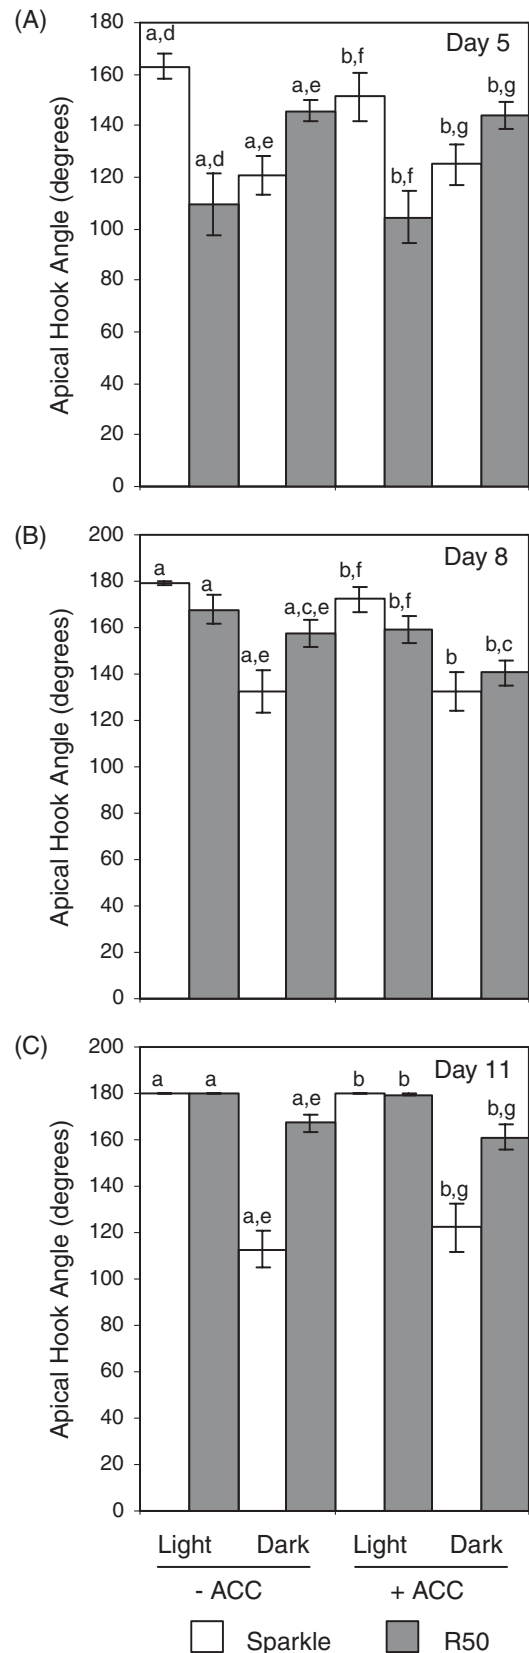 (A)
Day 5
Apical Hook Angle (degrees)
180
160
140
120
100
80
60
40
20
0
a,d
a,d
a,e
a,e
b,f
b,f
b,g
b,g
(B)
Day 8
Apical Hook Angle (degrees)
200
180
160
140
120
100
80
60
40
20
0
a
a
a,e
a,c,e
b,f
b,f
b
b,c
(C)
Day 11
Apical Hook Angle (degrees)
200
180
160
140
120
100
80
60
40
20
0
a
a
a,e
a,e
b
b
b,g
b,g
Light Dark Light Dark
- ACC + ACC
Sparkle R50